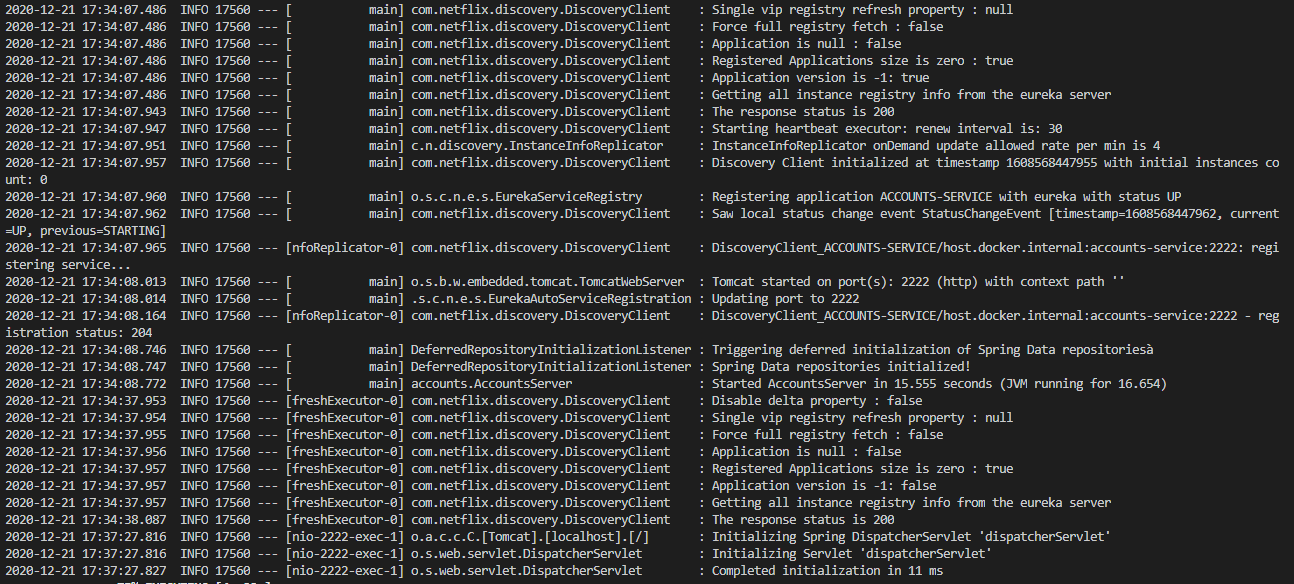 2020-12-21 17:34:07.486  INFO 17560 --- [           main] com.netflix.discovery.DiscoveryClient    : Single vip registry refresh property : null
2020-12-21 17:34:07.486  INFO 17560 --- [           main] com.netflix.discovery.DiscoveryClient    : Force full registry fetch : false
2020-12-21 17:34:07.486  INFO 17560 --- [           main] com.netflix.discovery.DiscoveryClient    : Application is null : false
2020-12-21 17:34:07.486  INFO 17560 --- [           main] com.netflix.discovery.DiscoveryClient    : Registered Applications size is zero : true
2020-12-21 17:34:07.486  INFO 17560 --- [           main] com.netflix.discovery.DiscoveryClient    : Application version is -1: true
2020-12-21 17:34:07.486  INFO 17560 --- [           main] com.netflix.discovery.DiscoveryClient    : Getting all instance registry info from the eureka server
2020-12-21 17:34:07.943  INFO 17560 --- [           main] com.netflix.discovery.DiscoveryClient    : The response status is 200
2020-12-21 17:34:07.947  INFO 17560 --- [           main] com.netflix.discovery.DiscoveryClient    : Starting heartbeat executor: renew interval is: 30
2020-12-21 17:34:07.951  INFO 17560 --- [           main] c.n.discovery.InstanceInfoReplicator     : InstanceInfoReplicator onDemand update allowed rate per min is 4
2020-12-21 17:34:07.957  INFO 17560 --- [           main] com.netflix.discovery.DiscoveryClient    : Discovery Client initialized at timestamp 1608568447955 with initial instances co
unt: 0
2020-12-21 17:34:07.960  INFO 17560 --- [           main] o.s.c.n.e.s.EurekaServiceRegistry        : Registering application ACCOUNTS-SERVICE with eureka with status UP
2020-12-21 17:34:07.962  INFO 17560 --- [           main] com.netflix.discovery.DiscoveryClient    : Saw local status change event StatusChangeEvent [timestamp=1608568447962, current
=UP, previous=STARTING]
2020-12-21 17:34:07.965  INFO 17560 --- [nfoReplicator-0] com.netflix.discovery.DiscoveryClient    : DiscoveryClient_ACCOUNTS-SERVICE/host.docker.internal:accounts-service:2222: regi
stering service...
2020-12-21 17:34:08.013  INFO 17560 --- [           main] o.s.b.w.embedded.tomcat.TomcatWebServer  : Tomcat started on port(s): 2222 (http) with context path ''
2020-12-21 17:34:08.014  INFO 17560 --- [           main] .s.c.n.e.s.EurekaAutoServiceRegistration : Updating port to 2222
2020-12-21 17:34:08.164  INFO 17560 --- [nfoReplicator-0] com.netflix.discovery.DiscoveryClient    : DiscoveryClient_ACCOUNTS-SERVICE/host.docker.internal:accounts-service:2222 - reg
istration status: 204
2020-12-21 17:34:08.746  INFO 17560 --- [           main] DeferredRepositoryInitializationListener : Triggering deferred initialization of Spring Data repositoriesà
2020-12-21 17:34:08.747  INFO 17560 --- [           main] DeferredRepositoryInitializationListener : Spring Data repositories initialized!
2020-12-21 17:34:08.772  INFO 17560 --- [           main] accounts.AccountsServer                  : Started AccountsServer in 15.555 seconds (JVM running for 16.654)
2020-12-21 17:34:37.953  INFO 17560 --- [freshExecutor-0] com.netflix.discovery.DiscoveryClient    : Disable delta property : false
2020-12-21 17:34:37.954  INFO 17560 --- [freshExecutor-0] com.netflix.discovery.DiscoveryClient    : Single vip registry refresh property : null
2020-12-21 17:34:37.955  INFO 17560 --- [freshExecutor-0] com.netflix.discovery.DiscoveryClient    : Force full registry fetch : false
2020-12-21 17:34:37.956  INFO 17560 --- [freshExecutor-0] com.netflix.discovery.DiscoveryClient    : Application is null : false
2020-12-21 17:34:37.957  INFO 17560 --- [freshExecutor-0] com.netflix.discovery.DiscoveryClient    : Registered Applications size is zero : true
2020-12-21 17:34:37.957  INFO 17560 --- [freshExecutor-0] com.netflix.discovery.DiscoveryClient    : Application version is -1: false
2020-12-21 17:34:37.957  INFO 17560 --- [freshExecutor-0] com.netflix.discovery.DiscoveryClient    : Getting all instance registry info from the eureka server
2020-12-21 17:34:38.087  INFO 17560 --- [freshExecutor-0] com.netflix.discovery.DiscoveryClient    : The response status is 200
2020-12-21 17:37:27.816  INFO 17560 --- [nio-2222-exec-1] o.a.c.c.C.[Tomcat].[localhost].[/]       : Initializing Spring DispatcherServlet 'dispatcherServlet'
2020-12-21 17:37:27.816  INFO 17560 --- [nio-2222-exec-1] o.s.web.servlet.DispatcherServlet        : Initializing Servlet 'dispatcherServlet'
2020-12-21 17:37:27.827  INFO 17560 --- [nio-2222-exec-1] o.s.web.servlet.DispatcherServlet        : Completed initialization in 11 ms